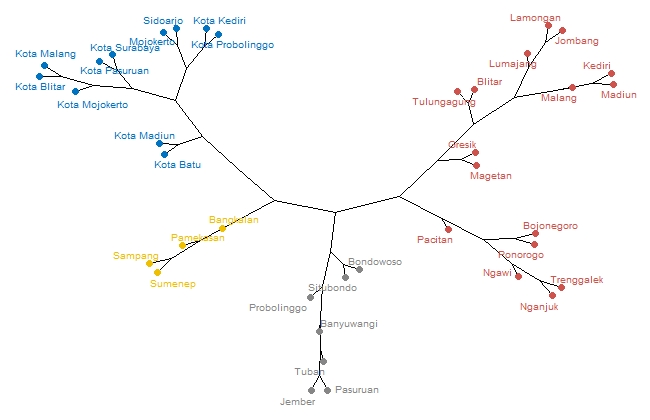 Lamongan
Sidoarjo
Kota Kediri
Jombang
Mojokerto
Kota Probolinggo
Kota Surabaya
Kota Malang
Lumajang
Kediri
Kota Pasuruan
Blitar
Kota Blitar
Madiun
Malang
Tulungagung
Kota Mojokerto
Kota Madiun
Gresik
Kota Batu
Magetan
Bangkalan
Bojonegoro
Pamekasan
Pacitan
Ponorogo
Sampang
Bondowoso
Ngawi
Trenggalek
Sumenep
Situbondo
Probolinggo
Nganjuk
Banyuwangi
Tuban
Pasuruan
Jember